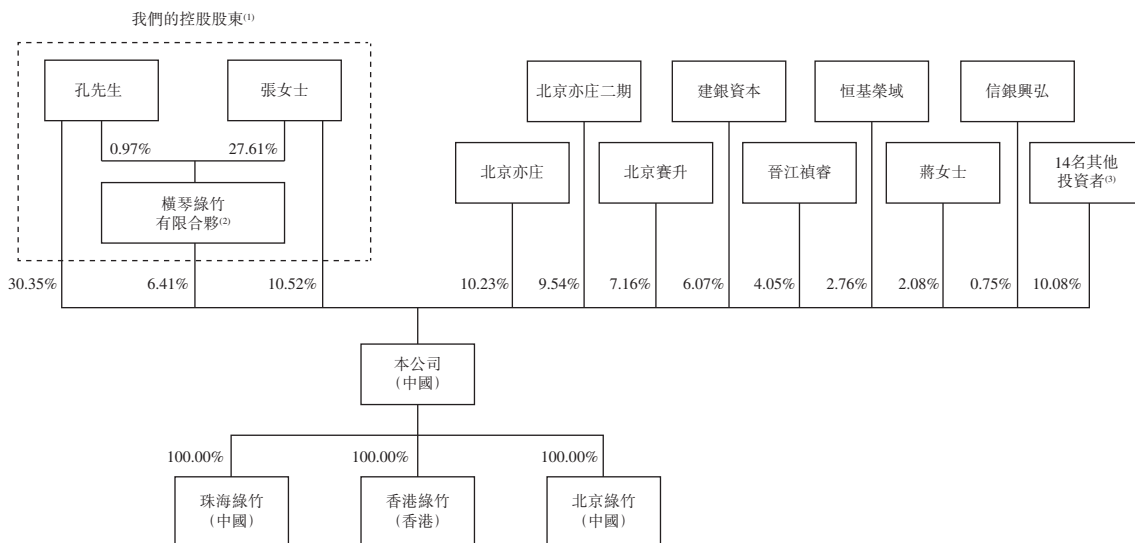 我們的控股股東(1)
孔先生
張女士
北京亦庄二期
建銀資本
恒基榮域
信銀興弘
0.97%
27.61%
北京亦庄
北京賽升
晉江禎睿
蔣女士
14名其他
投資者(3)
橫琴綠竹
有限合夥(2)
30.35%
6.41%
10.52%
10.23%
9.54%
7.16%
6.07%
4.05%
2.76%
2.08%
0.75%
10.08%
本公司
(中國)
100.00%
100.00%
100.00%
珠海綠竹
(中國)
香港綠竹
(香港)
北京綠竹
(中國)